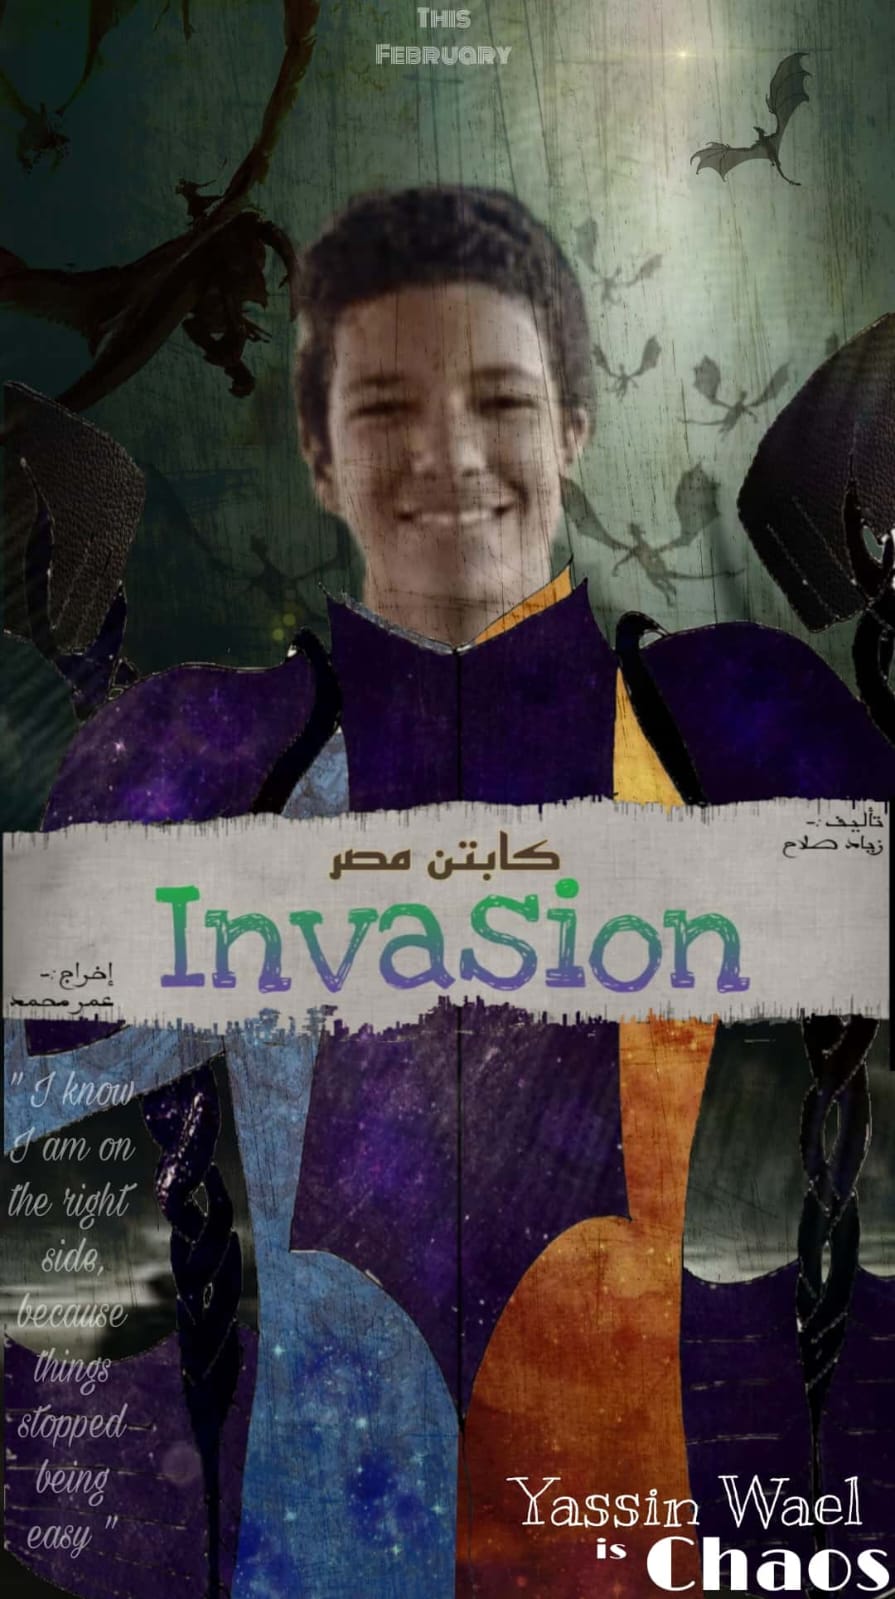 This
February
تأليف :-
زياد صلاح
كابتن مصر
Invasion
إخراج :-
عمر محمد
" I know
I am on
the right
side,
because
things
stopped
being
easy "
Yassin Wael
is Chaos